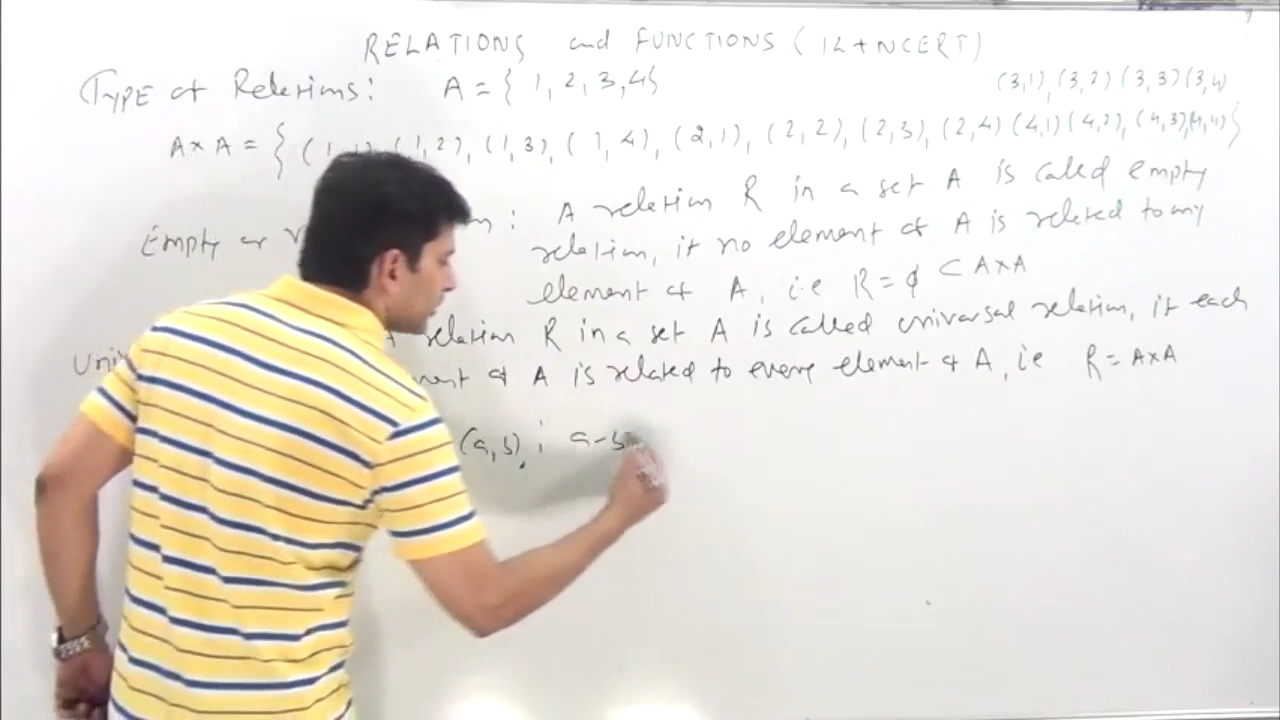 RELATIONS and FUNCTIONS (12th NCERT)
Type of Relations: A = { 1, 2, 3, 4}
(3,1), (3,2) (3,3) (3,4)
A×A = { (1,1), (1,2), (1,3), (1,4), (2,1), (2,2), (2,3), (2,4) (4,1) (4,2), (4,3),(4,4)}
Empty or : A relation R in a set A is called empty
relation, if no element of A is related to any
element of A, i.e R = ϕ ⊂ A×A
Uni relation R in a set A is called universal relation, if each
of A is related to every element of A, i.e R = A×A
(a,b), ; a-b